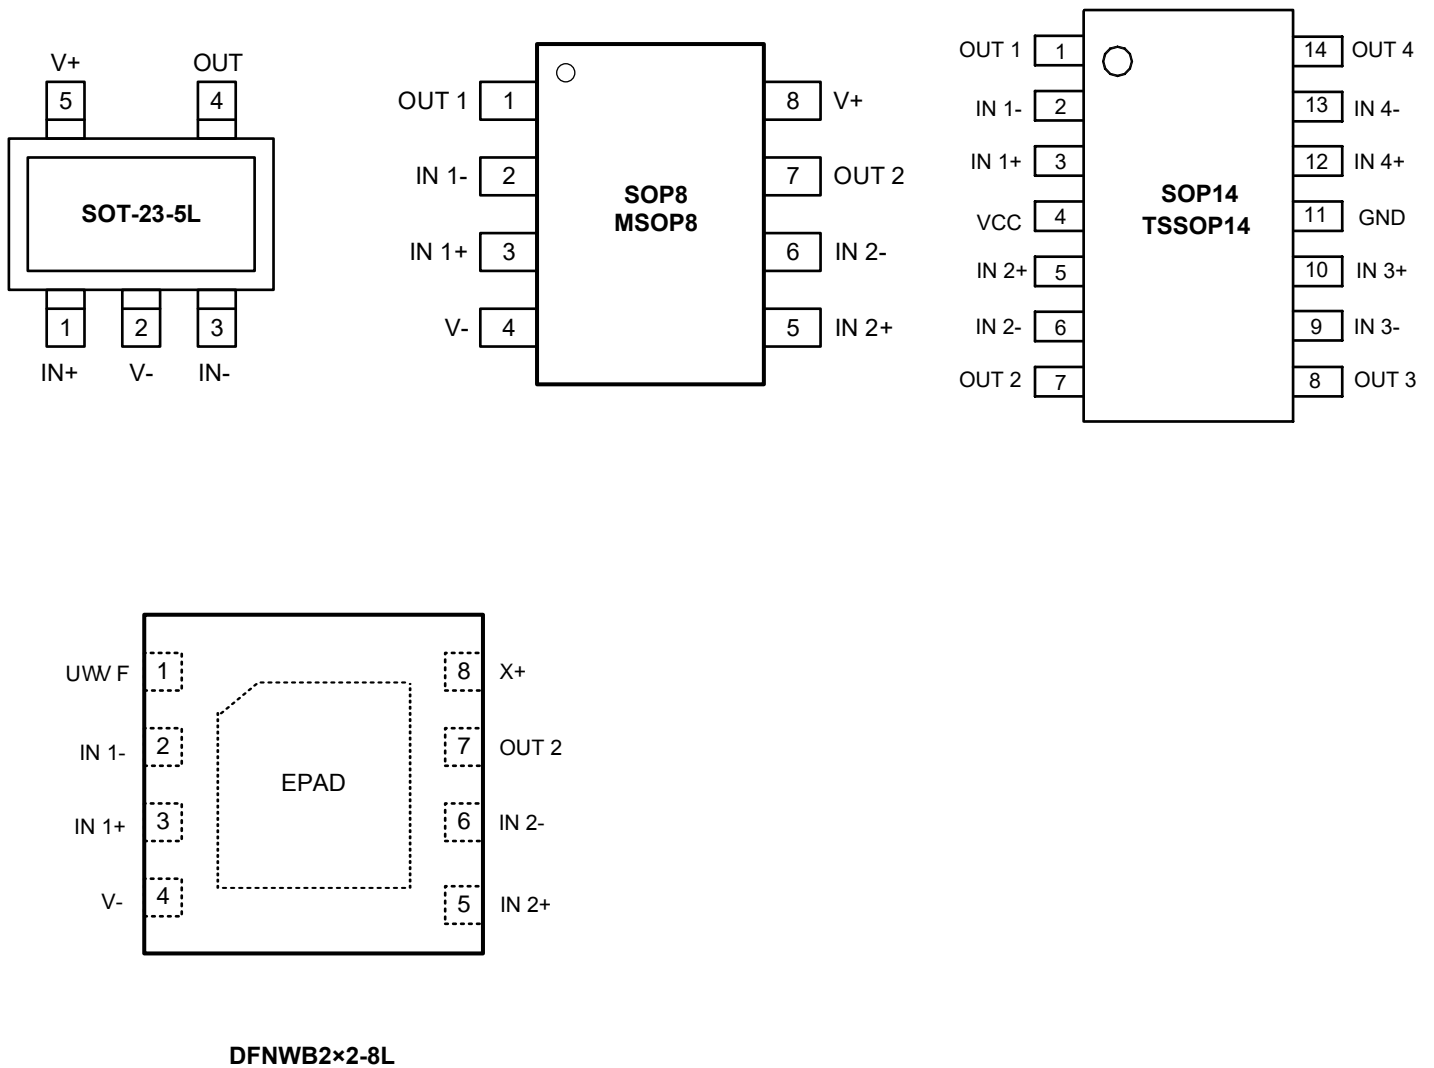 V+ OUT
5 4
SOT-23-5L
1 2 3
IN+ V- IN-
OUT 1 1 8 V+
IN 1- 2 7 OUT 2
SOP8
MSOP8
IN 1+ 3 6 IN 2-
V- 4 5 IN 2+
OUT 1 1 14 OUT 4
IN 1- 2 13 IN 4-
IN 1+ 3 12 IN 4+
SOP14
TSSOP14
VCC 4 11 GND
IN 2+ 5 10 IN 3+
IN 2- 6 9 IN 3-
OUT 2 7 8 OUT 3
UWV F 1 8 X+
IN 1- 2 7 OUT 2
EPAD
IN 1+ 3 6 IN 2-
V- 4 5 IN 2+
DFNWB2×2-8L